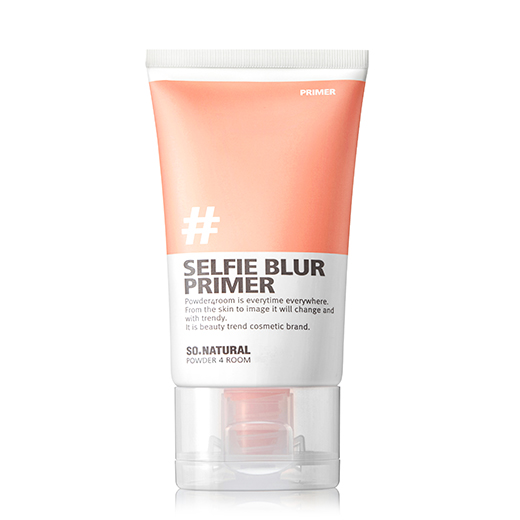 PRIMER
#
SELFIE BLUR
PRIMER
Powder4room is everytime everywhere.
From the skin to image it will change and
with trendy.
It is beauty trend cosmetic brand.
SO.NATURAL
POWDER 4 ROOM